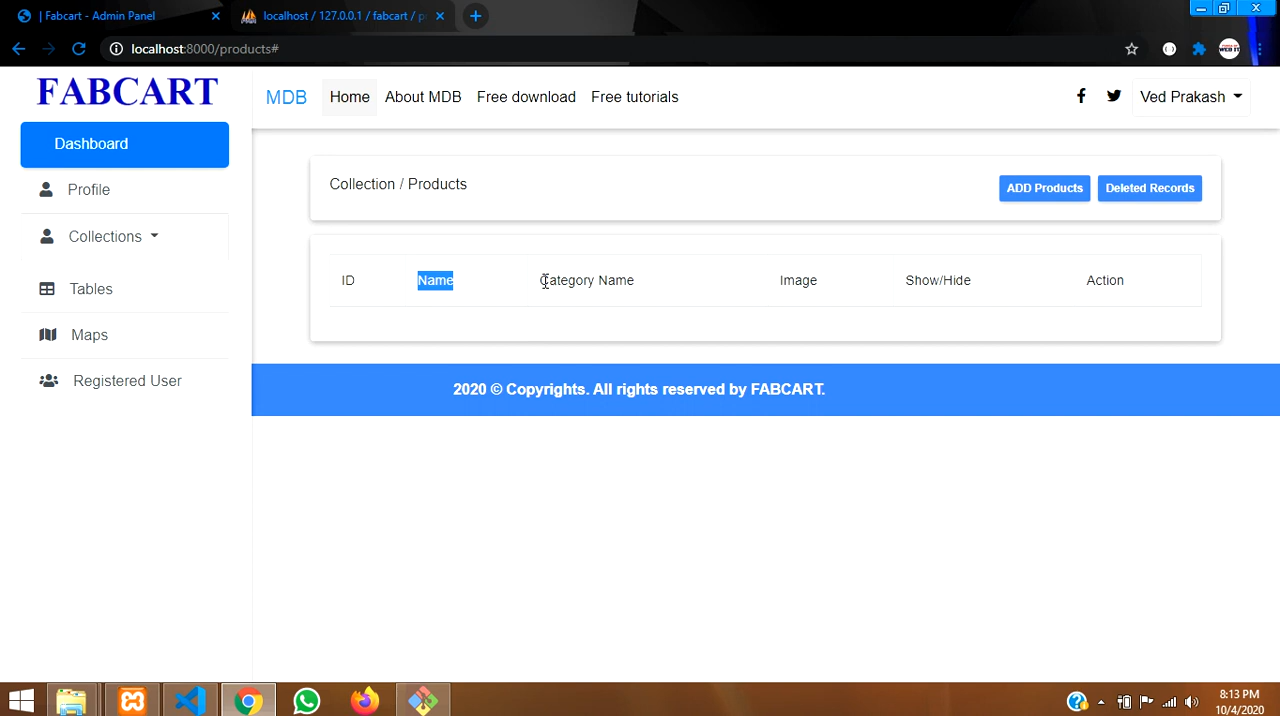 | Fabcart - Admin Panel
localhost / 127.0.0.1 / fabcart / p
localhost:8000/products#
FABCART
MDB
Home
About MDB
Free download
Free tutorials
Ved Prakash
Dashboard
Profile
Collections
Tables
Maps
Registered User
Collection / Products
ADD Products
Deleted Records
ID
Name
Category Name
Image
Show/Hide
Action
2020 © Copyrights. All rights reserved by FABCART.
8:13 PM
10/4/2020